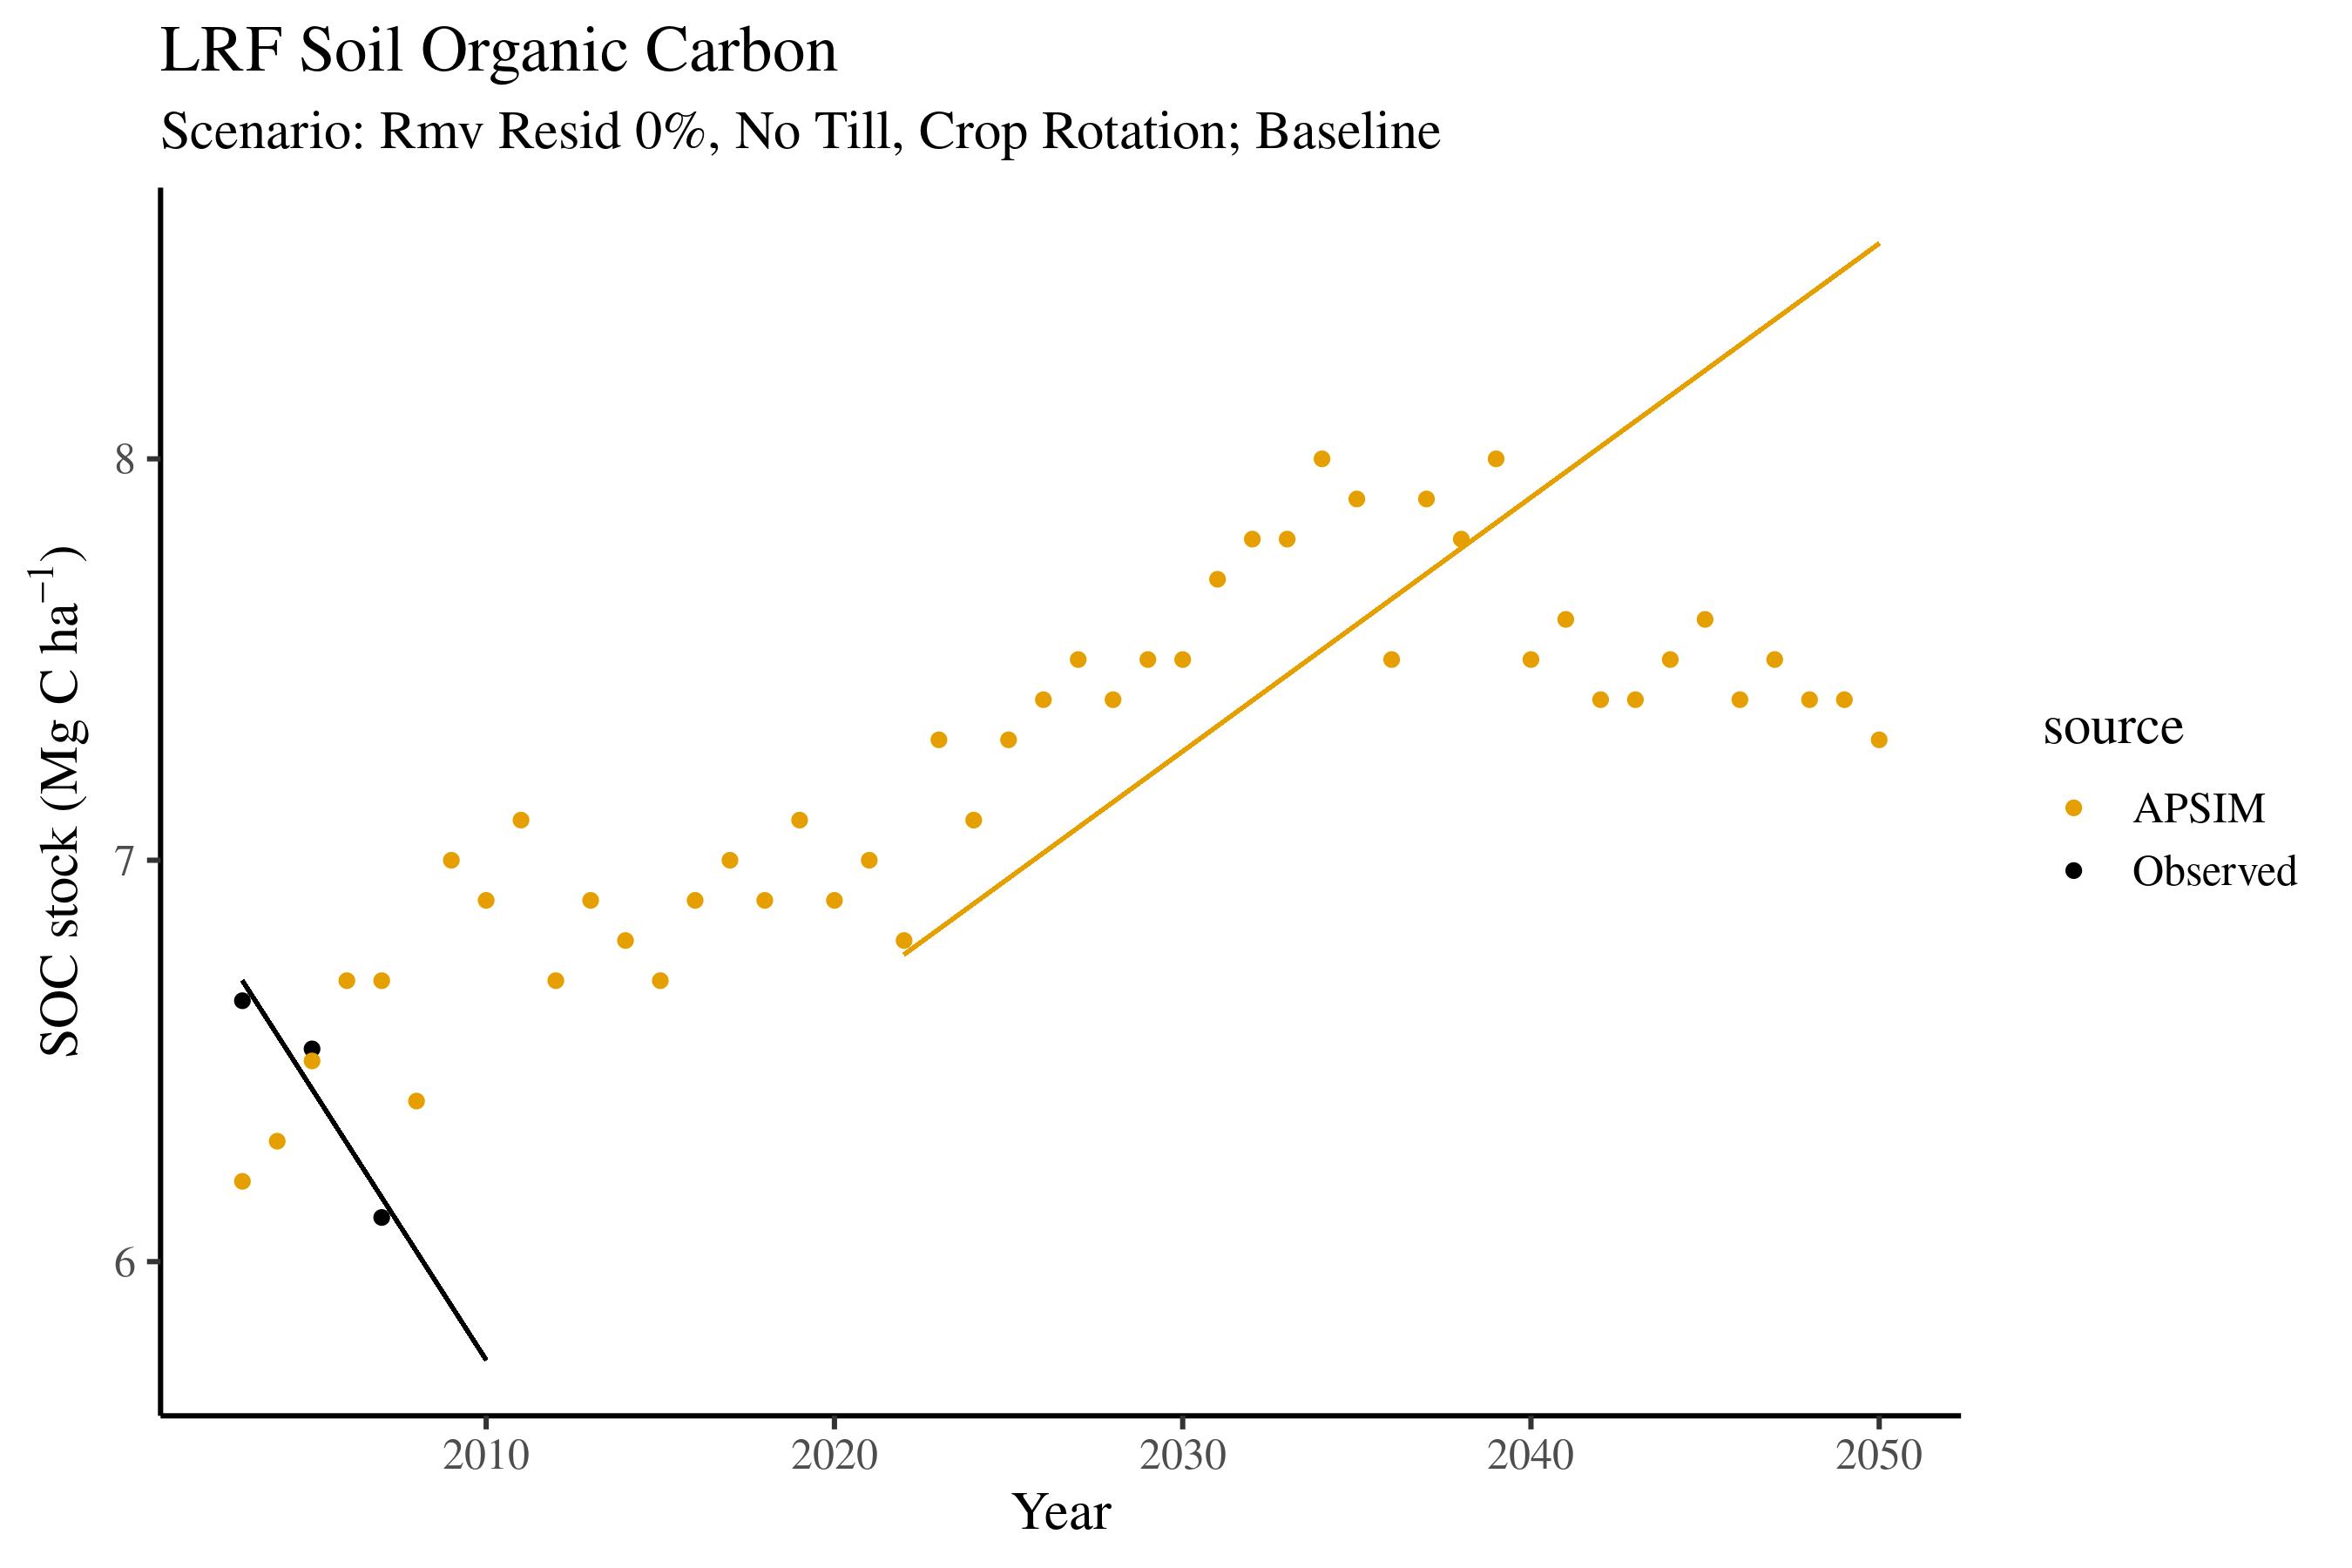 LRF Soil Organic Carbon
Scenario: Rmv Resid 0%, No Till, Crop Rotation; Baseline
SOC stock (Mg C ha⁻¹)
8
7
6
2010 2020 2030 2040 2050
Year
source
APSIM
Observed